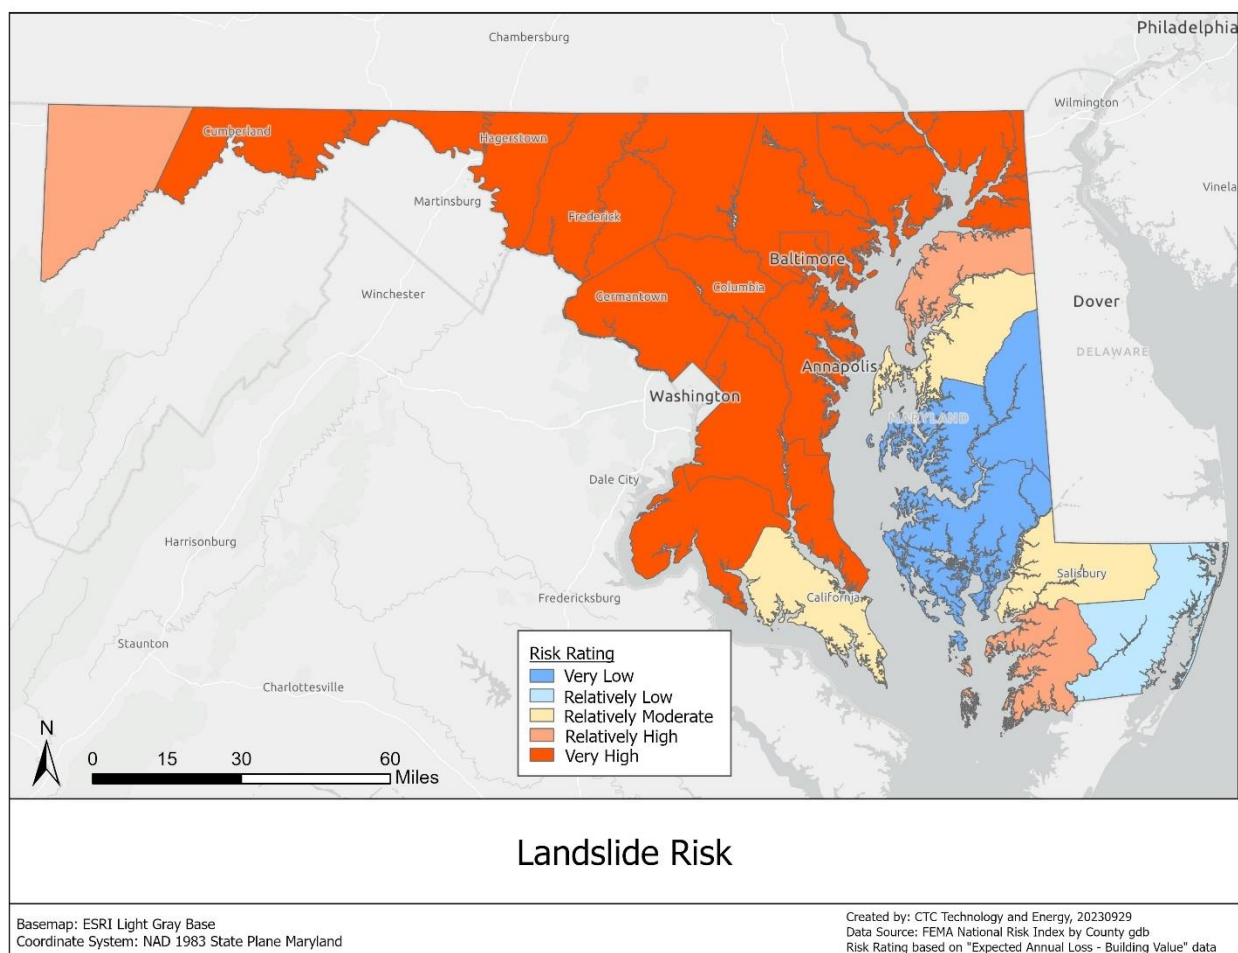 Philadelphia
Chambersburg
Wilmington
Cumberland
Hagerstown
Vinela
Martinsburg
Frederick
Baltimore
Columbia
Germantown
Winchester
Dover
DELAWARE
Annapolis
Washington
MARYLAND
Dale City
Harrisonburg
Salisbury
Fredericksburg
California
Staunton
Charlottesville
Risk Rating
Very Low
Relatively Low
Relatively Moderate
Relatively High
Very High
N
0 15 30 60
Miles
Landslide Risk
Basemap: ESRI Light Gray Base
Coordinate System: NAD 1983 State Plane Maryland
Created by: CTC Technology and Energy, 20230929
Data Source: FEMA National Risk Index by County gdb
Risk Rating based on "Expected Annual Loss - Building Value" data